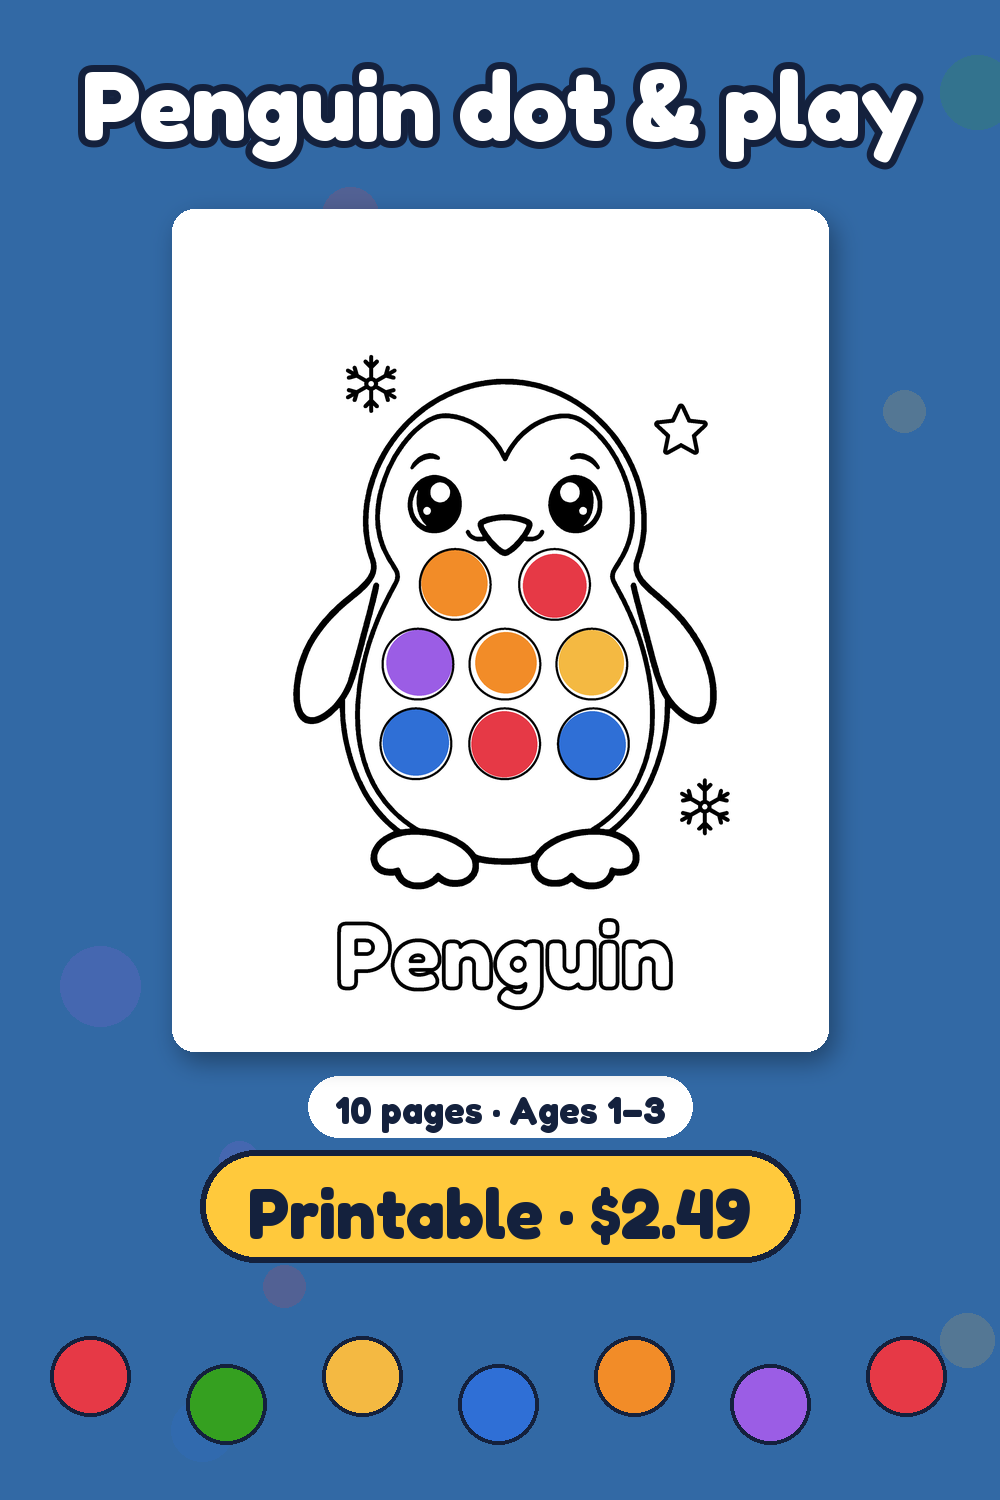 Penguin dot & play
Penguin
10 pages · Ages 1–3
Printable · $2.49